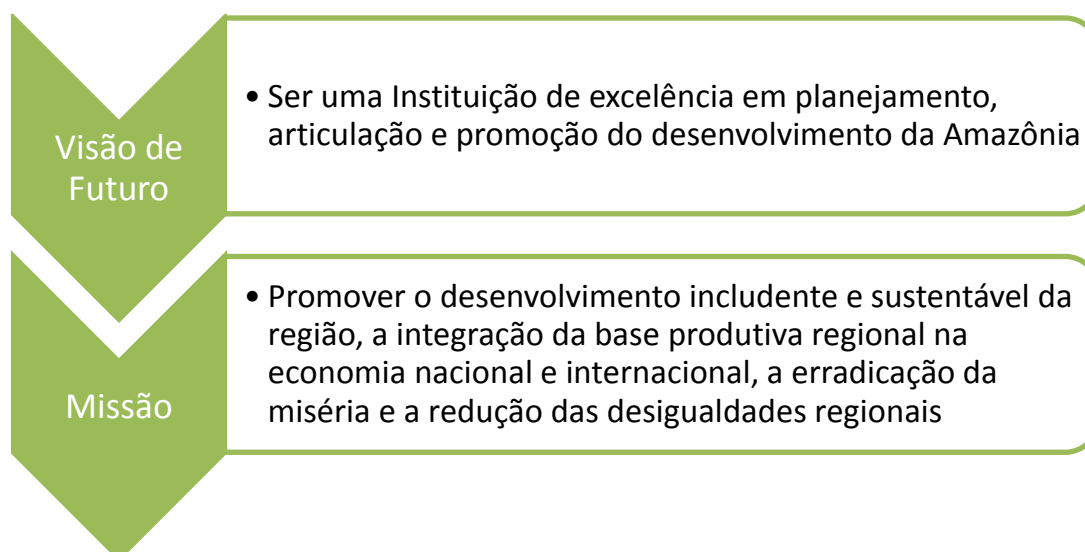 Visão de
Futuro
• Ser uma Instituição de excelência em planejamento,
articulação e promoção do desenvolvimento da Amazônia
Missão
• Promover o desenvolvimento includente e sustentável da
região, a integração da base produtiva regional na
economia nacional e internacional, a erradicação da
miséria e a redução das desigualdades regionais